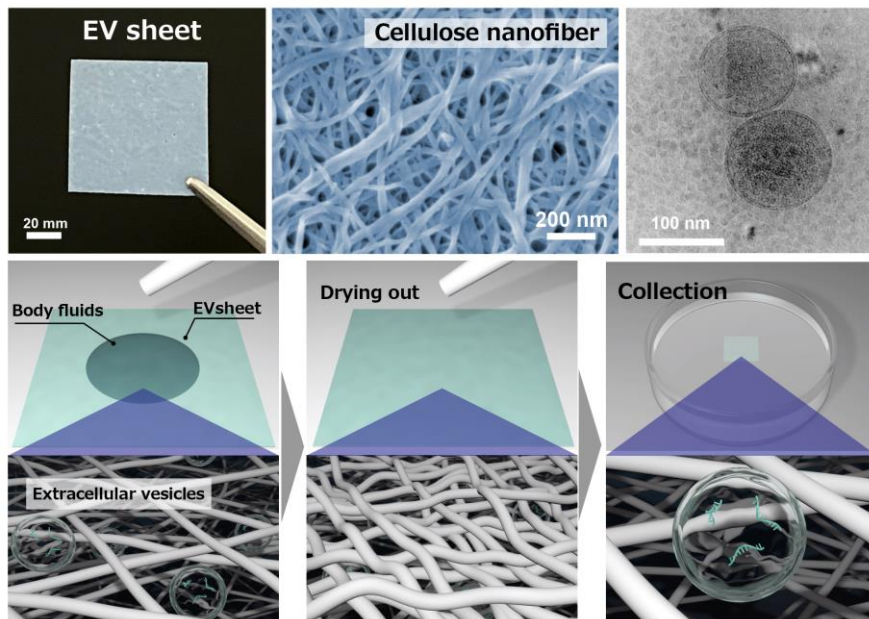 EV sheet
20 mm
Cellulose nanofiber
200 nm
100 nm
Body fluids
EVsheet
Extracellular vesicles
Drying out
Collection